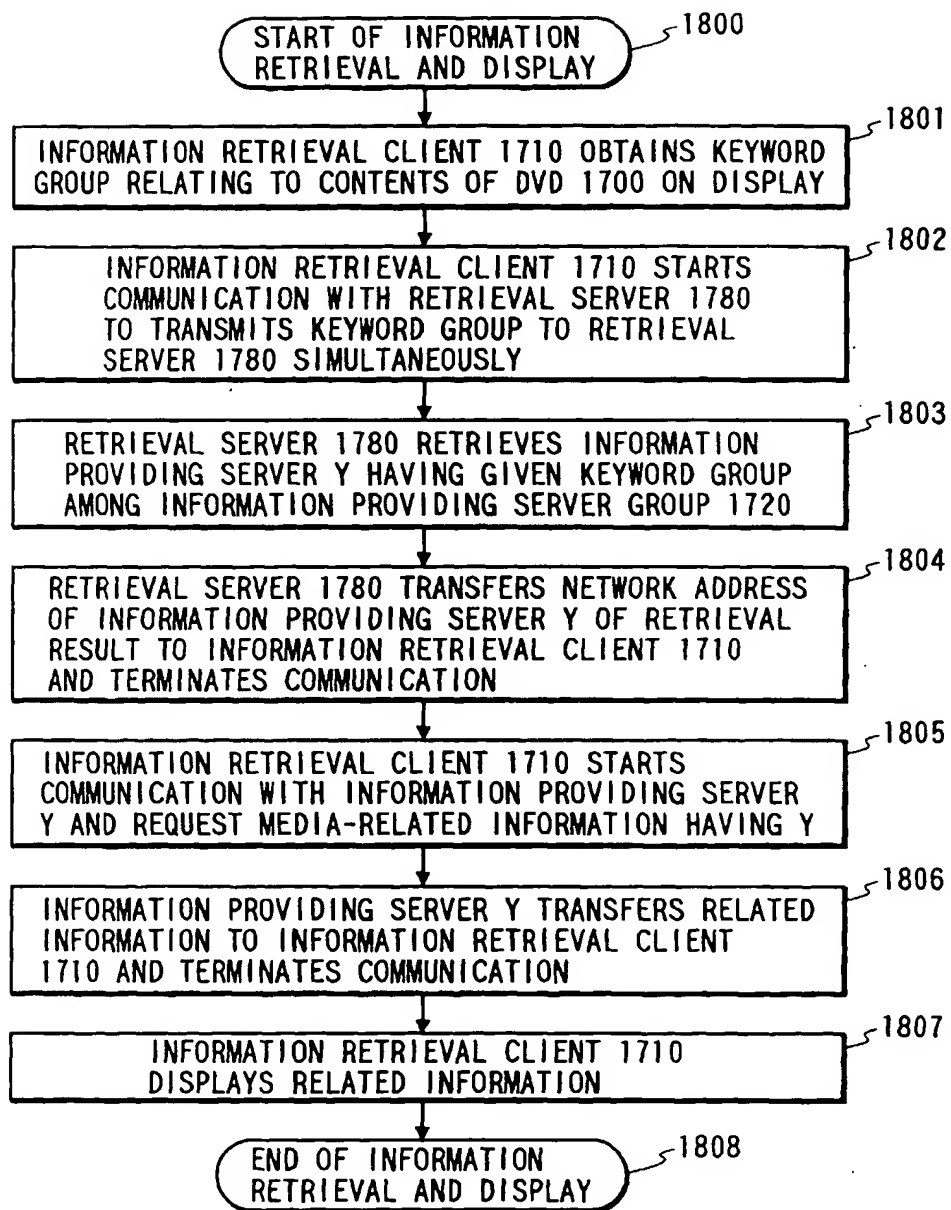 START OF INFORMATION
RETRIEVAL AND DISPLAY
1800
1801
INFORMATION RETRIEVAL CLIENT 1710 OBTAINS KEYWORD
GROUP RELATING TO CONTENTS OF DVD 1700 ON DISPLAY
1802
INFORMATION RETRIEVAL CLIENT 1710 STARTS
COMMUNICATION WITH RETRIEVAL SERVER 1780
TO TRANSMITS KEYWORD GROUP TO RETRIEVAL
SERVER 1780 SIMULTANEOUSLY
1803
RETRIEVAL SERVER 1780 RETRIEVES INFORMATION
PROVIDING SERVER Y HAVING GIVEN KEYWORD GROUP
AMONG INFORMATION PROVIDING SERVER GROUP 1720
1804
RETRIEVAL SERVER 1780 TRANSFERS NETWORK ADDRESS
OF INFORMATION PROVIDING SERVER Y OF RETRIEVAL
RESULT TO INFORMATION RETRIEVAL CLIENT 1710
AND TERMINATES COMMUNICATION
1805
INFORMATION RETRIEVAL CLIENT 1710 STARTS
COMMUNICATION WITH INFORMATION PROVIDING SERVER
Y AND REQUEST MEDIA-RELATED INFORMATION HAVING Y
1806
INFORMATION PROVIDING SERVER Y TRANSFERS RELATED
INFORMATION TO INFORMATION RETRIEVAL CLIENT
1710 AND TERMINATES COMMUNICATION
1807
INFORMATION RETRIEVAL CLIENT 1710
DISPLAYS RELATED INFORMATION
1808
END OF INFORMATION
RETRIEVAL AND DISPLAY